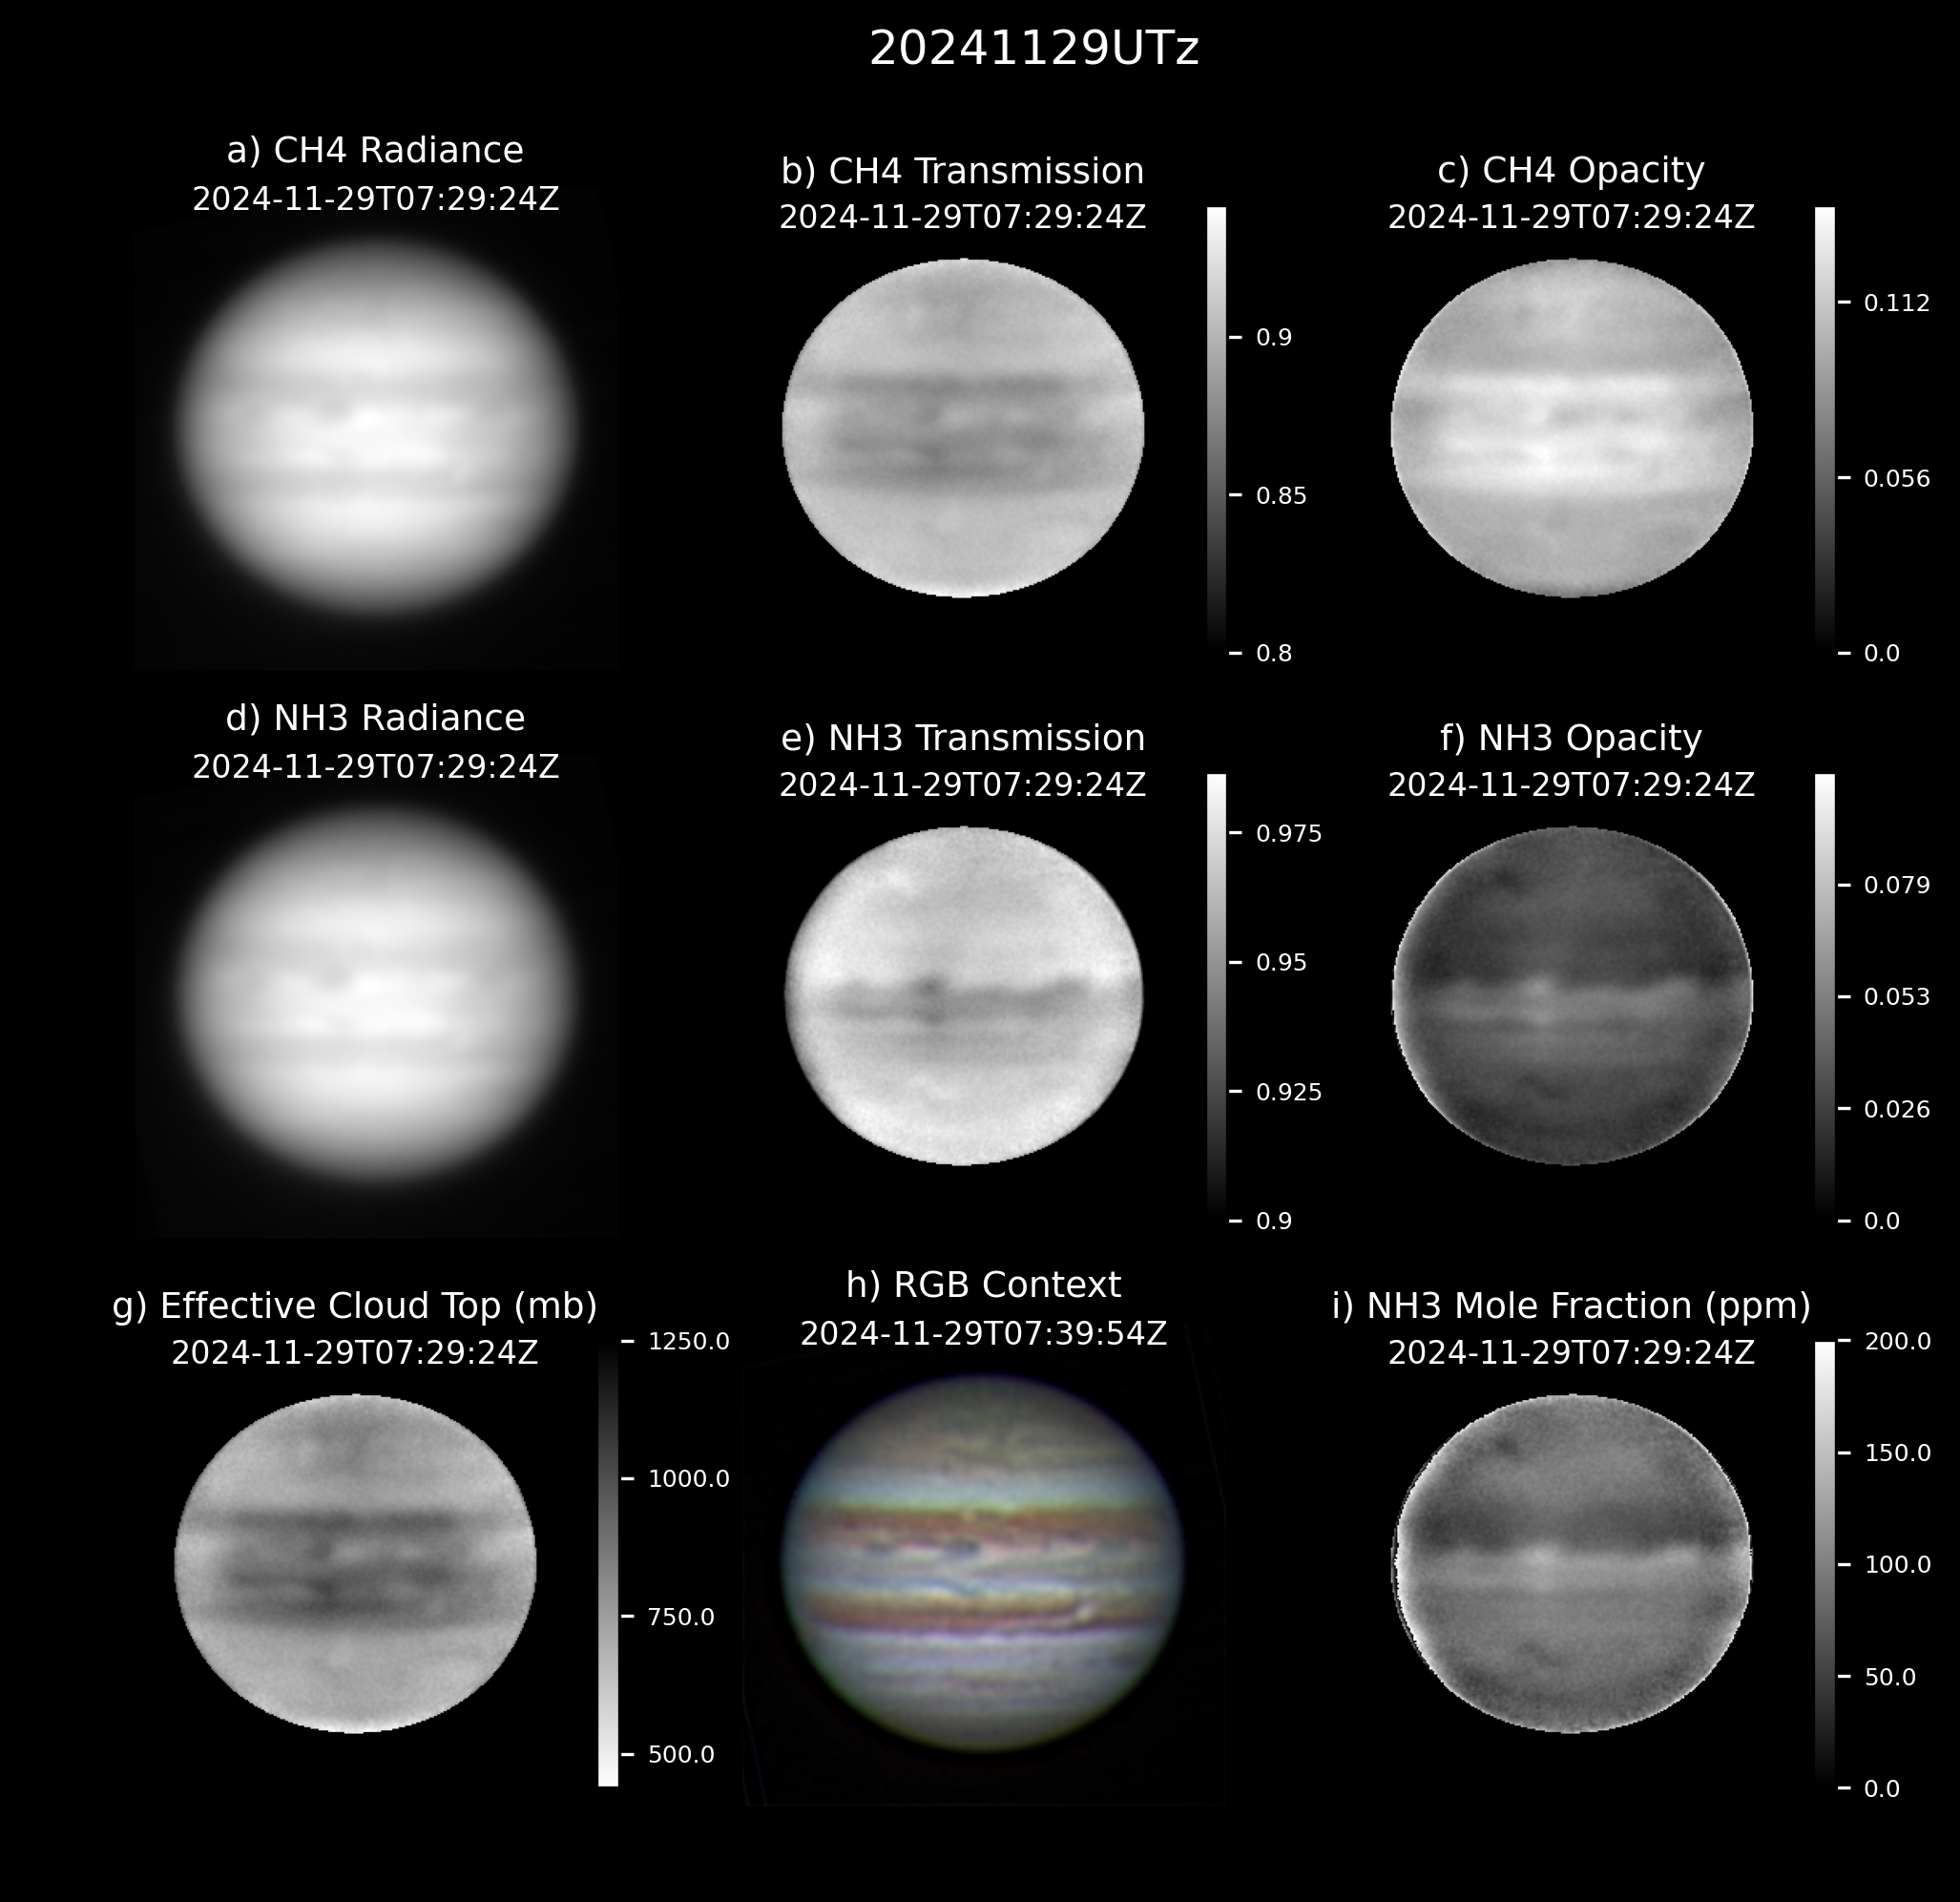 20241129UTz
a) CH4 Radiance
2024-11-29T07:29:24Z
b) CH4 Transmission
2024-11-29T07:29:24Z
0.9
0.85
0.8
c) CH4 Opacity
2024-11-29T07:29:24Z
0.112
0.056
0.0
d) NH3 Radiance
2024-11-29T07:29:24Z
e) NH3 Transmission
2024-11-29T07:29:24Z
0.975
0.95
0.925
0.9
f) NH3 Opacity
2024-11-29T07:29:24Z
0.079
0.053
0.026
0.0
g) Effective Cloud Top (mb)
2024-11-29T07:29:24Z
1250.0
1000.0
750.0
500.0
h) RGB Context
2024-11-29T07:39:54Z
i) NH3 Mole Fraction (ppm)
2024-11-29T07:29:24Z
200.0
150.0
100.0
50.0
0.0